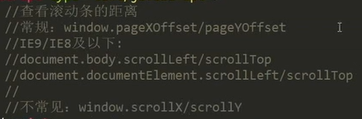 //查看滚动条的距离
//常规：window.pageXOffset/pageYOffset
//IE9/IE8及以下:
//document.body.scrollLeft/scrollTop
//document.documentElement.scrollLeft/scrollTop
//
//不常见：window.scrollX/scrollY